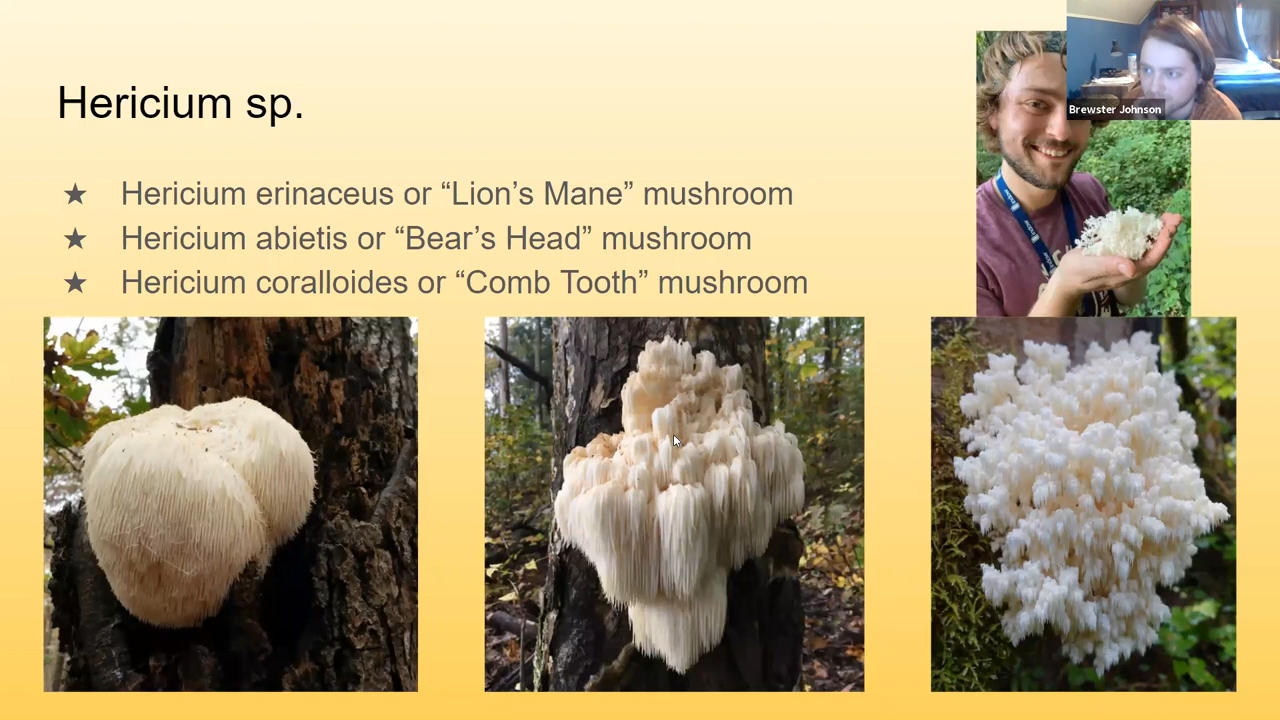 Hericium sp.
★ Hericium erinaceus or “Lion’s Mane” mushroom
★ Hericium abietis or “Bear’s Head” mushroom
★ Hericium coralloides or “Comb Tooth” mushroom
Brewster Johnson